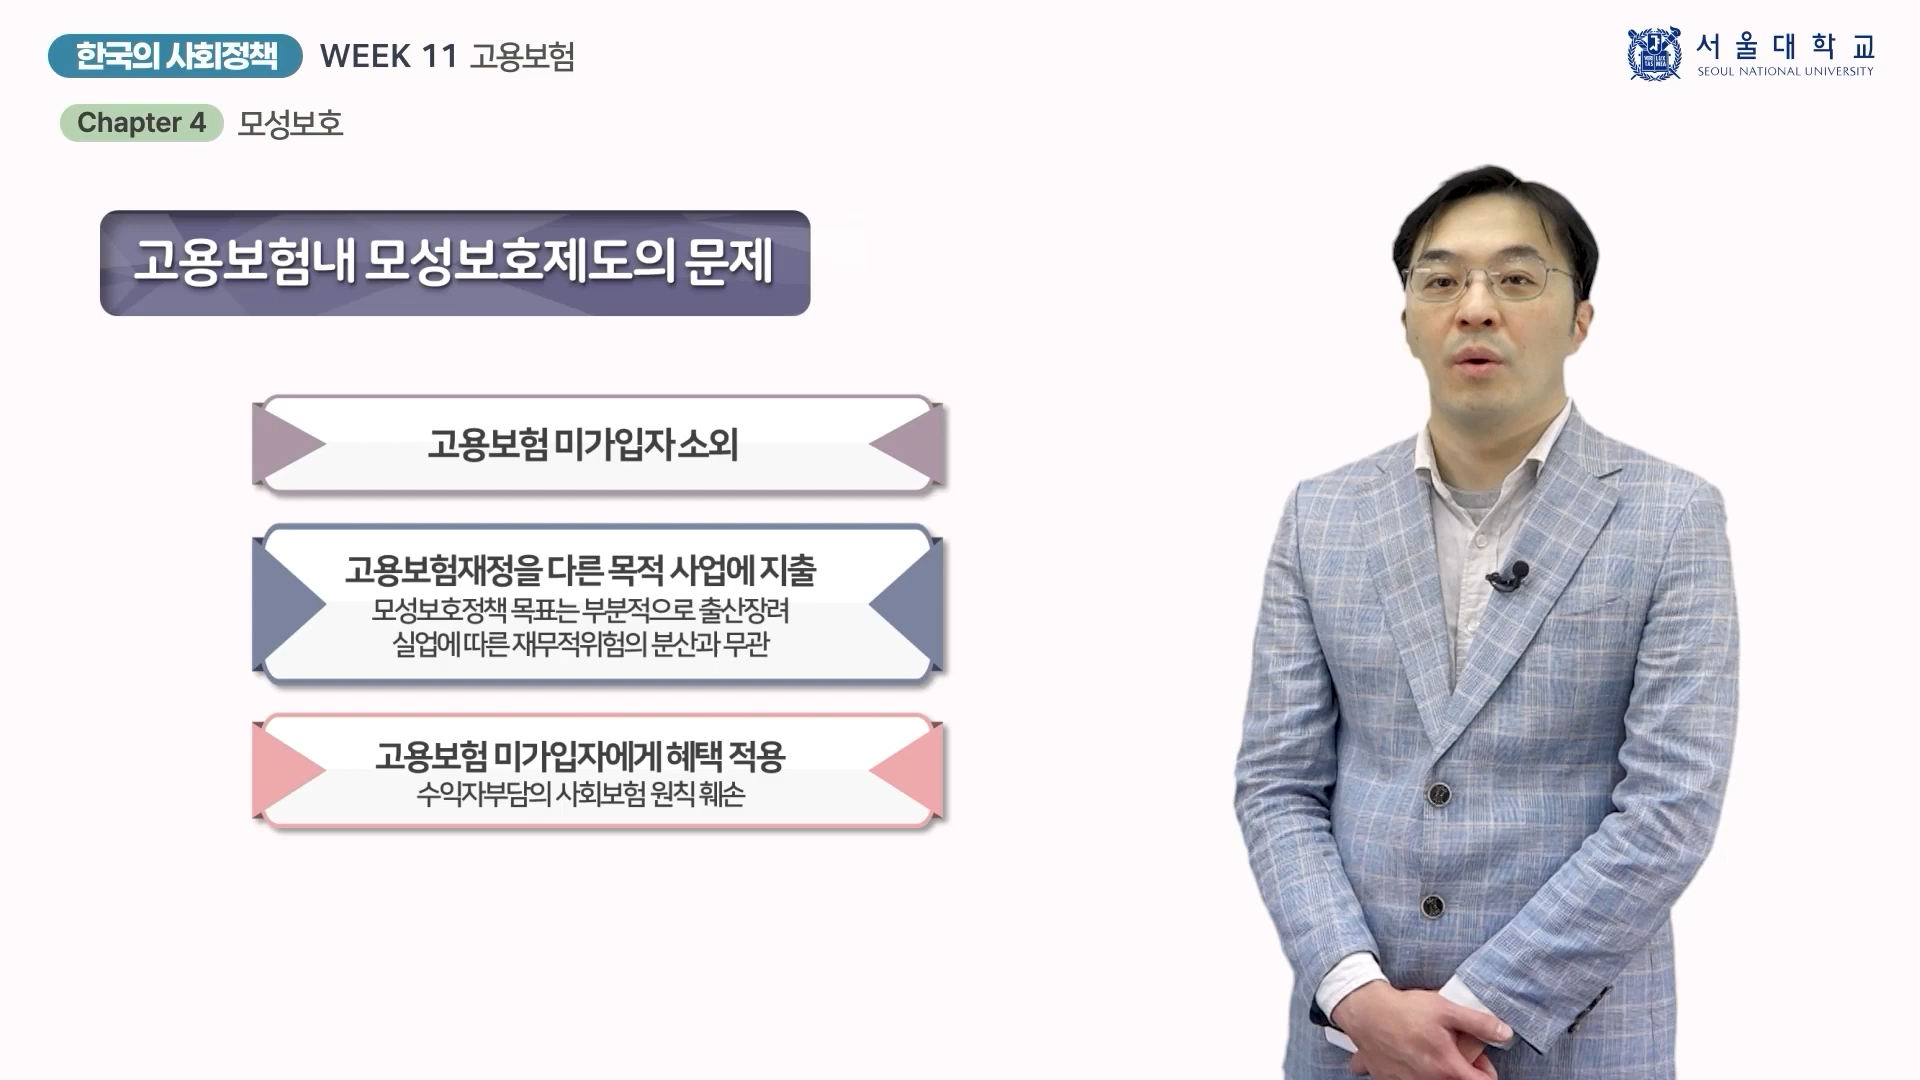 한국의 사회정책 WEEK 11 고용보험
서울대학교
SEOUL NATIONAL UNIVERSITY
Chapter 4 모성보호
고용보험내 모성보호제도의 문제
고용보험 미가입자 소외
고용보험재정을 다른 목적 사업에 지출
모성보호정책 목표는 부분적으로 출산장려
실업에 따른 재무적위험의 분산과 무관
고용보험 미가입자에게 혜택 적용
수익자부담의 사회보험 원칙 훼손